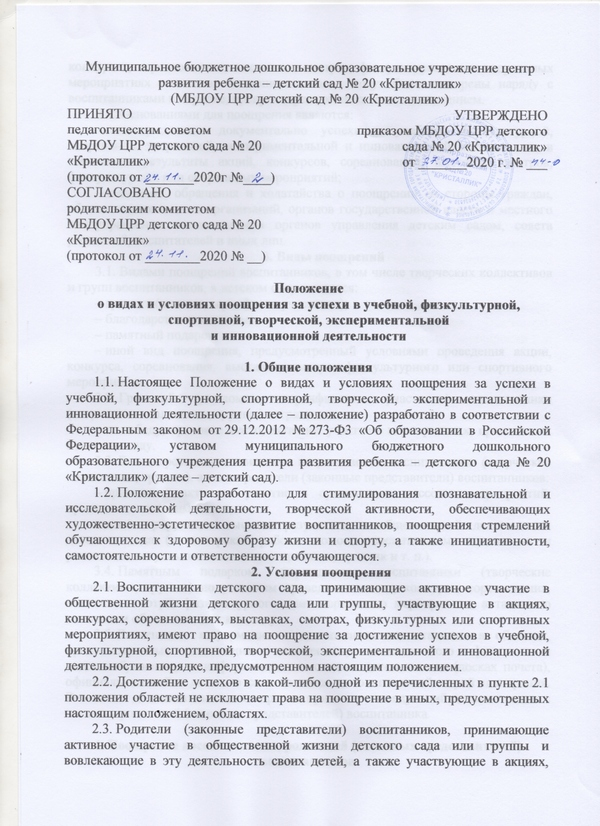 Муниципальное бюджетное дошкольное образовательное учреждение центр
развития ребенка – детский сад № 20 «Кристаллик»
(МБДОУ ЦРР детский сад № 20 «Кристаллик»)
ПРИНЯТО УТВЕРЖДЕНО
педагогическим советом приказом МБДОУ ЦРР детского
МБДОУ ЦРР детского сада № 20 сада № 20 «Кристаллик»
«Кристаллик» от 27.01. 2020 г. № 44-о
(протокол от 24.11. 2020г № 2 )
СОГЛАСОВАНО
родительским комитетом
МБДОУ ЦРР детского сада № 20
«Кристаллик»
(протокол от 24.11. 2020 № __)
Положение
о видах и условиях поощрения за успехи в учебной, физкультурной,
спортивной, творческой, экспериментальной
и инновационной деятельности
1. Общие положения
1.1. Настоящее Положение о видах и условиях поощрения за успехи в
учебной, физкультурной, спортивной, творческой, экспериментальной и
инновационной деятельности (далее – положение) разработано в соответствии с
Федеральным законом от 29.12.2012 № 273-ФЗ «Об образовании в Российской
Федерации», уставом муниципального бюджетного дошкольного
образовательного учреждения центра развития ребенка – детского сада № 20
«Кристаллик» (далее – детский сад).
1.2. Положение разработано для стимулирования познавательной и
исследовательской деятельности, творческой активности, обеспечивающих
художественно-эстетическое развитие воспитанников, поощрения стремлений
обучающихся к здоровому образу жизни и спорту, а также инициативности,
самостоятельности и ответственности обучающегося.
2. Условия поощрения
2.1. Воспитанники детского сада, принимающие активное участие в
общественной жизни детского сада или группы, участвующие в акциях,
конкурсах, соревнованиях, выставках, смотрах, физкультурных или спортивных
мероприятиях, имеют право на поощрение за достижение успехов в учебной,
физкультурной, спортивной, творческой, экспериментальной и инновационной
деятельности в порядке, предусмотренном настоящим положением.
2.2. Достижение успехов в какой-либо одной из перечисленных в пункте 2.1
положения областей не исключает права на поощрение в иных, предусмотренных
настоящим положением, областях.
2.3. Родители (законные представители) воспитанников, принимающие
активное участие в общественной жизни детского сада или группы и
вовлекающие в эту деятельность своих детей, а также участвующие в акциях,